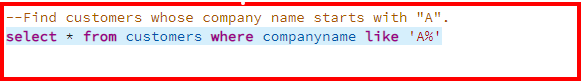 --Find customers whose company name starts with "A".
select * from customers where companyname like 'A%'